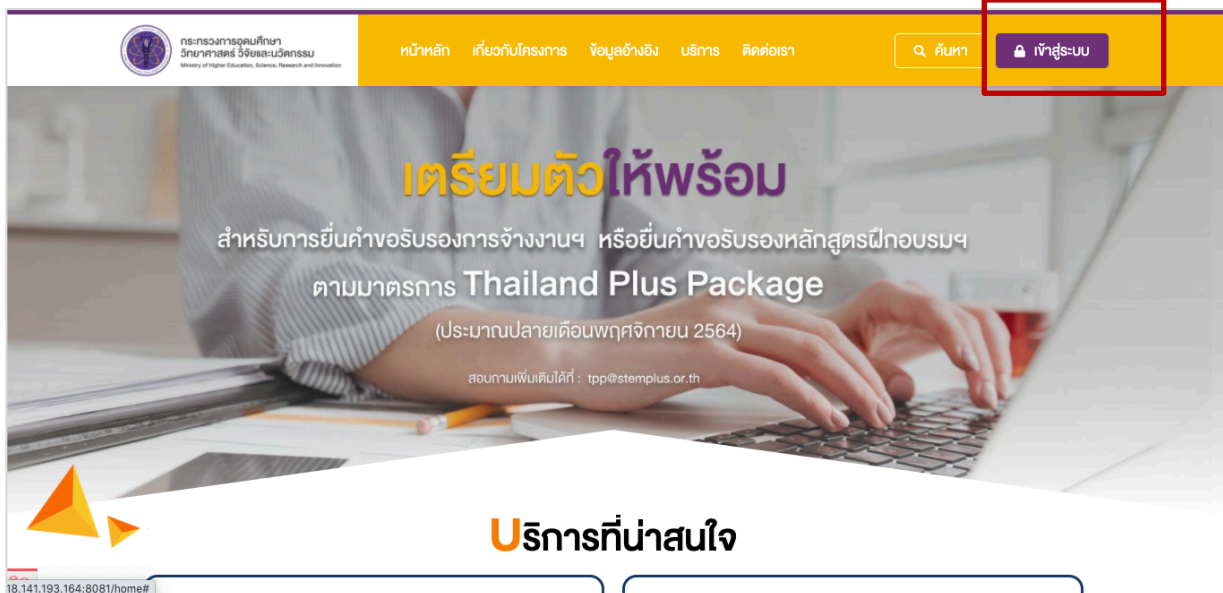 กระทรวงการอุดมศึกษา
วิทยาศาสตร์ วิจัยและนวัตกรรม
Ministry of Higher Education, Science, Research and Innovation
หน้าหลัก เกี่ยวกับโครงการ ข้อมูลอ้างอิง บริการ ติดต่อเรา ค้นหา เข้าสู่ระบบ
เตรียมตัวให้พร้อม
สำหรับการยื่นคำขอรับรองการจ้างงานฯ หรือยื่นคำขอรับรองหลักสูตรฝึกอบรมฯ
ตามมาตรการ Thailand Plus Package
(ประมาณปลายเดือนพฤศจิกายน 2564)
สอบถามเพิ่มเติมได้ที่ : tpp@stemplus.or.th
บริการที่น่าสนใจ
18.141.193.164:8081/home#